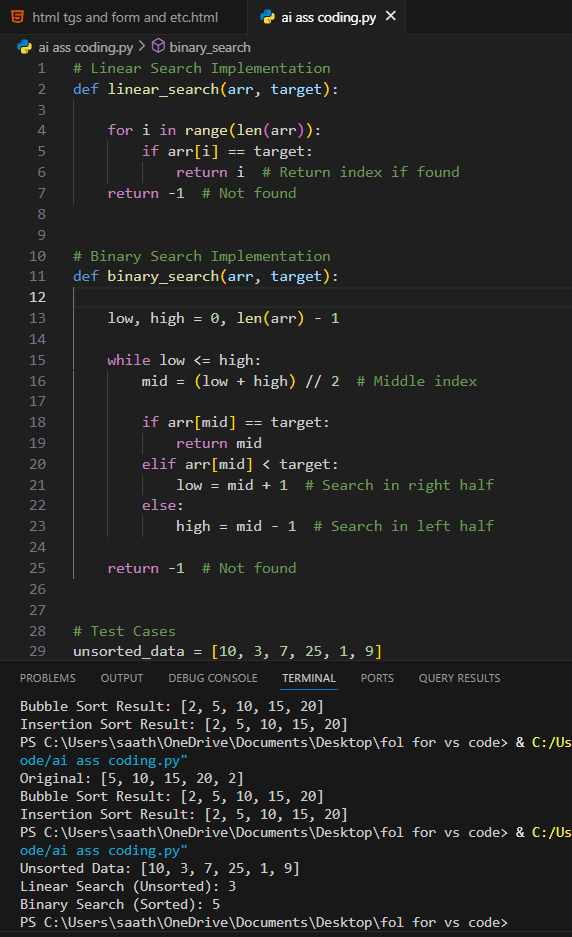 html tgs and form and etc.html
ai ass coding.py
ai ass coding.py > binary_search
1 # Linear Search Implementation
2 def linear_search(arr, target):
3
4 for i in range(len(arr)):
5 if arr[i] == target:
6 return i # Return index if found
7 return -1 # Not found
8
9
10 # Binary Search Implementation
11 def binary_search(arr, target):
12
13 low, high = 0, len(arr) - 1
14
15 while low <= high:
16 mid = (low + high) // 2 # Middle index
17
18 if arr[mid] == target:
19 return mid
20 elif arr[mid] < target:
21 low = mid + 1 # Search in right half
22 else:
23 high = mid - 1 # Search in left half
24
25 return -1 # Not found
26
27
28 # Test Cases
29 unsorted_data = [10, 3, 7, 25, 1, 9]
PROBLEMS OUTPUT DEBUG CONSOLE TERMINAL PORTS QUERY RESULTS
Bubble Sort Result: [2, 5, 10, 15, 20]
Insertion Sort Result: [2, 5, 10, 15, 20]
PS C:\Users\saath\OneDrive\Documents\Desktop\fol for vs code> & C:/Us
ode/ai ass coding.py"
Original: [5, 10, 15, 20, 2]
Bubble Sort Result: [2, 5, 10, 15, 20]
Insertion Sort Result: [2, 5, 10, 15, 20]
PS C:\Users\saath\OneDrive\Documents\Desktop\fol for vs code> & C:/Us
ode/ai ass coding.py"
Unsorted Data: [10, 3, 7, 25, 1, 9]
Linear Search (Unsorted): 3
Binary Search (Sorted): 5
PS C:\Users\saath\OneDrive\Documents\Desktop\fol for vs code>